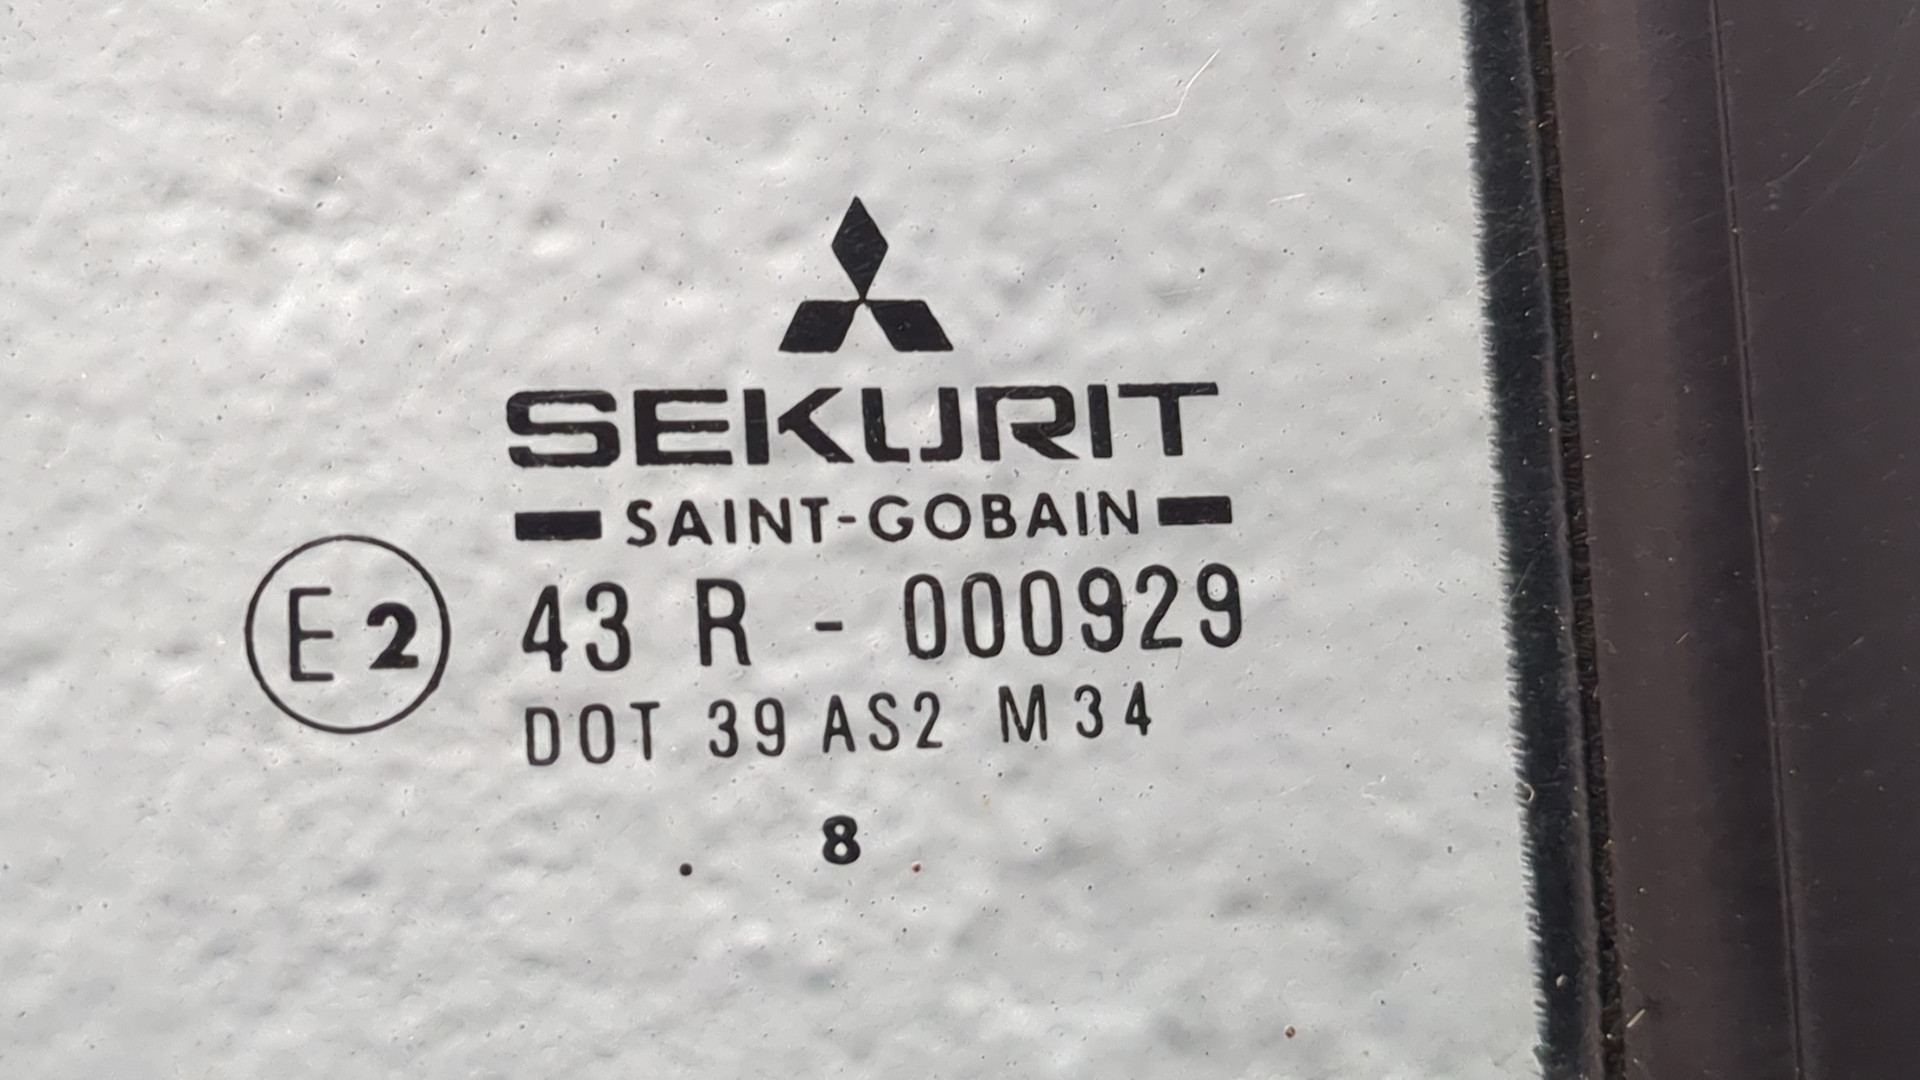 SEKURIT
SAINT-GOBAIN
E2 43 R - 000929
DOT 39 AS2 M34
8